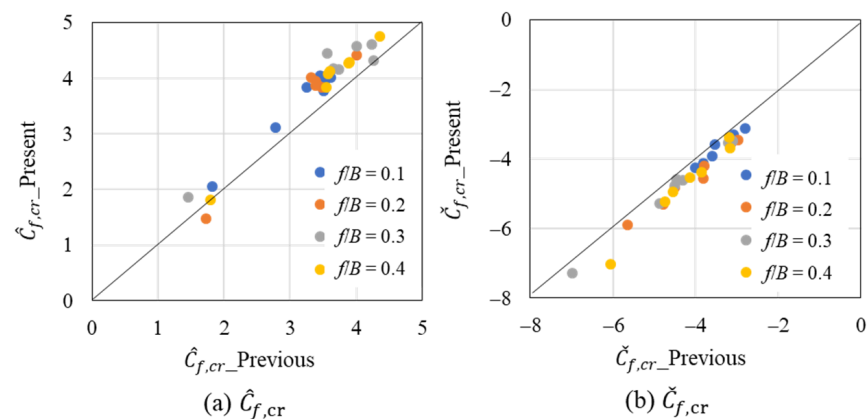 5
4
3
2
1
0
0 1 2 3 4 5
Ĉf,cr_Present
f/B = 0.1
f/B = 0.2
f/B = 0.3
f/B = 0.4
Ĉf,cr_Previous
(a) Ĉf,cr
−0
−2
−4
−6
−8
−8 −6 −4 −2 0
Čf,cr_Present
f/B = 0.1
f/B = 0.2
f/B = 0.3
f/B = 0.4
Čf,cr_Previous
(b) Čf,cr